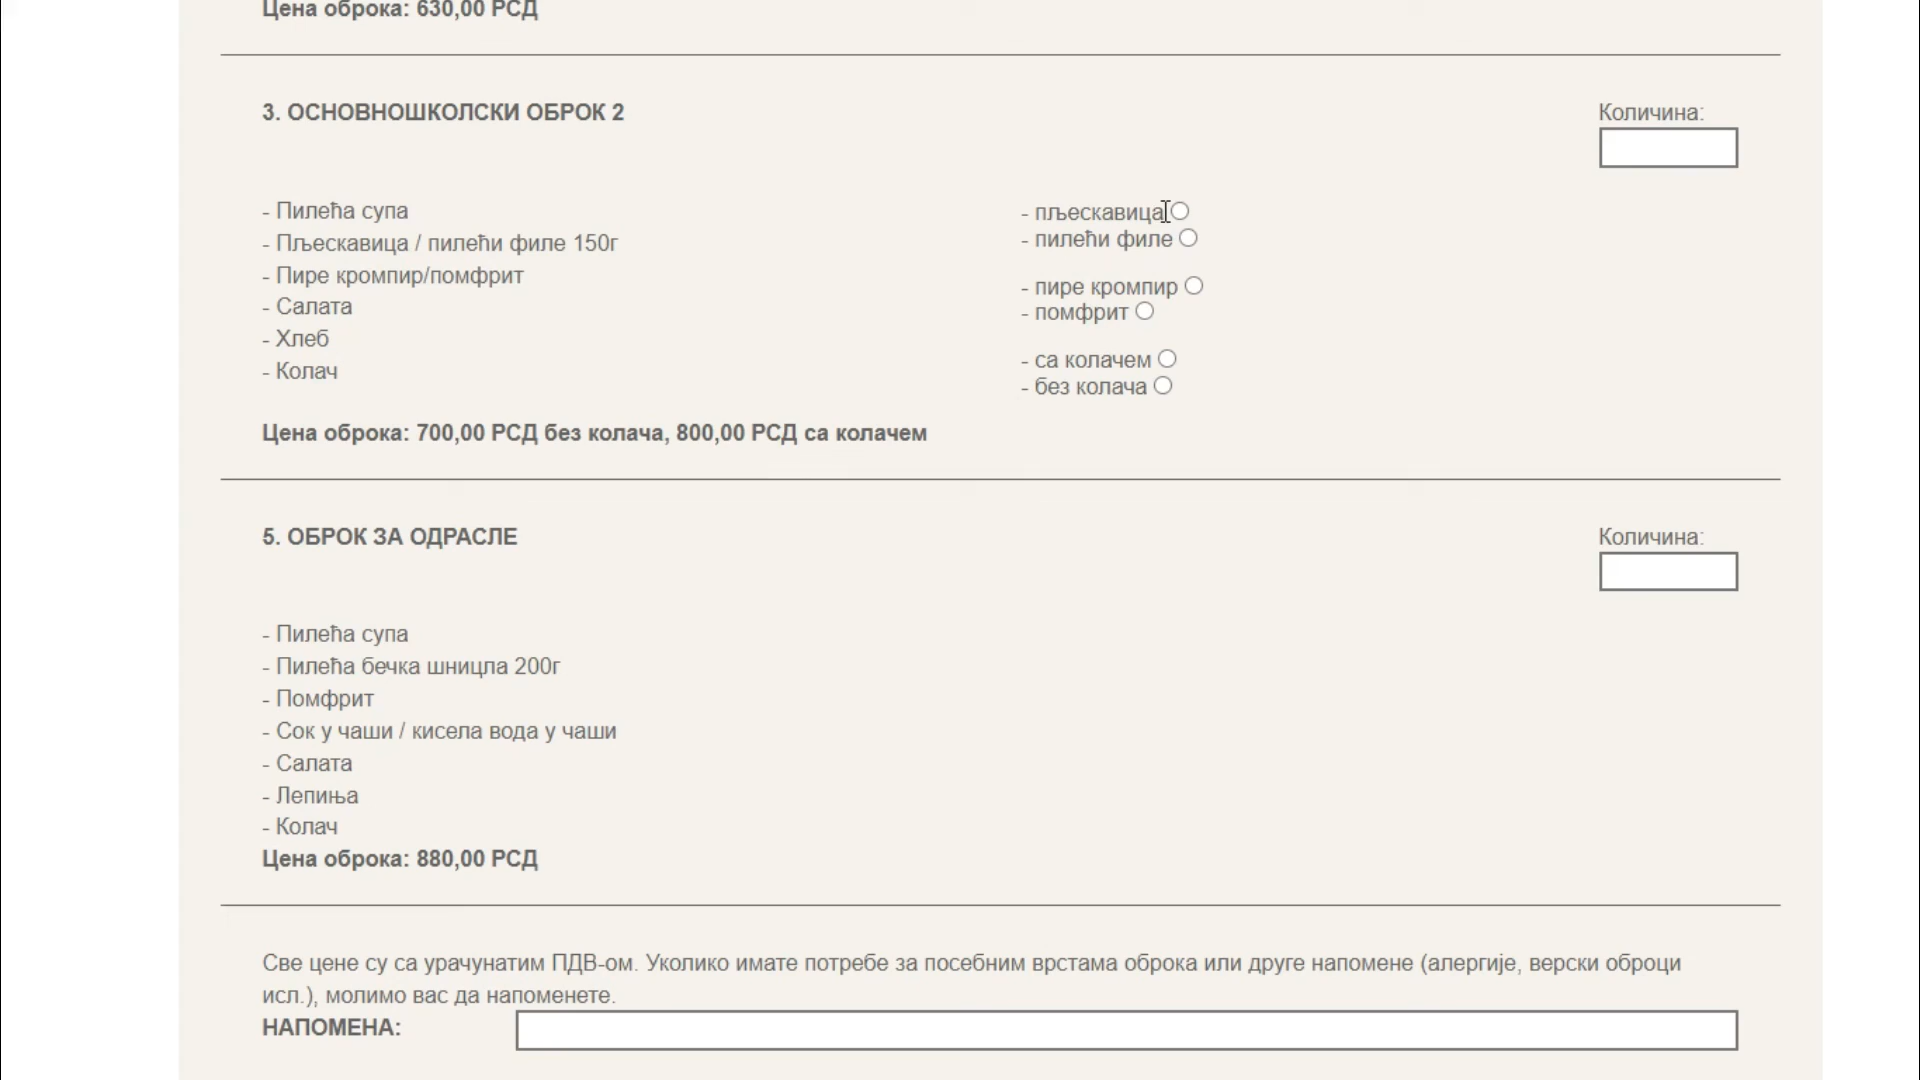 Цена оброка: 630,00 РСД
3. ОСНОВНОШКОЛСКИ ОБРОК 2
Количина:
- Пилећа супа
- Пљескавица / пилећи филе 150г
- Пире кромпир/помфрит
- Салата
- Хлеб
- Колач
- пљескавица
- пилећи филе
- пире кромпир
- помфрит
- са колачем
- без колача
Цена оброка: 700,00 РСД без колача, 800,00 РСД са колачем
5. ОБРОК ЗА ОДРАСЛЕ
Количина:
- Пилећа супа
- Пилећа бечка шницла 200г
- Помфрит
- Сок у чаши / кисела вода у чаши
- Салата
- Лепиња
- Колач
Цена оброка: 880,00 РСД
Све цене су са урачунатим ПДВ-ом. Уколико имате потребе за посебним врстама оброка или друге напомене (алергије, верски оброци
исл.), молимо вас да напоменете.
НАПОМЕНА: